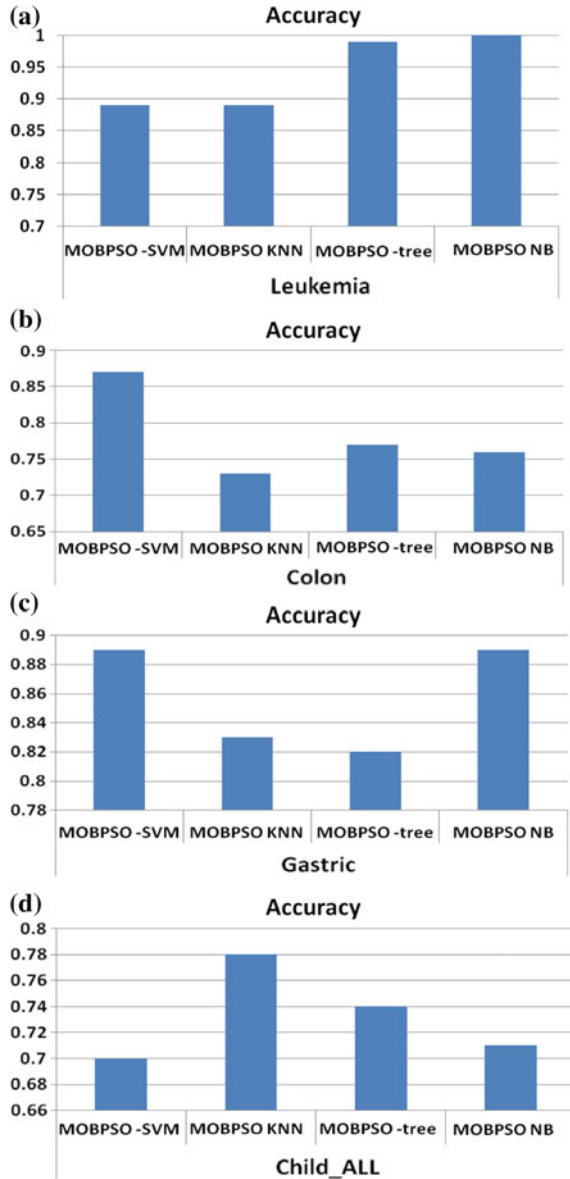 (a)
Accuracy
1
0.95
0.9
0.85
0.8
0.75
0.7
MOBPSO -SVM MOBPSO KNN MOBPSO -tree MOBPSO NB
Leukemia
(b)
Accuracy
0.9
0.85
0.8
0.75
0.7
0.65
MOBPSO -SVM MOBPSO KNN MOBPSO -tree MOBPSO NB
Colon
(c)
Accuracy
0.9
0.88
0.86
0.84
0.82
0.8
0.78
MOBPSO -SVM MOBPSO KNN MOBPSO -tree MOBPSO NB
Gastric
(d)
Accuracy
0.8
0.78
0.76
0.74
0.72
0.7
0.68
0.66
MOBPSO -SVM MOBPSO KNN MOBPSO -tree MOBPSO NB
Child_ALL